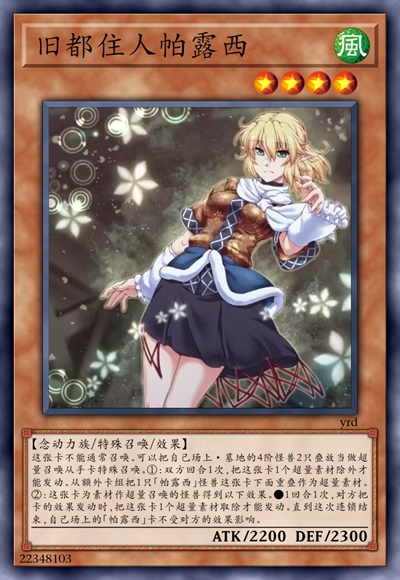 旧都住人帕露西
風
yrd
【念动力族/特殊召唤/效果】
这张卡不能通常召唤。可以把自己场上・墓地的4阶怪兽2只叠放当做超
量召唤从手卡特殊召唤。①:双方回合1次,把这张卡1个超量素材除外才
能发动。从额外卡组把1只「帕露西」怪兽在这张卡下面重叠作为超量素材。
②:这张卡为素材作超量召唤的怪兽得到以下效果。●1回合1次,对方把
卡的效果发动时,把这张卡1个超量素材取除才能发动。直到这次连锁结
束,自己场上的「帕露西」卡不受对方的效果影响。
ATK/2200 DEF/2300
22348103